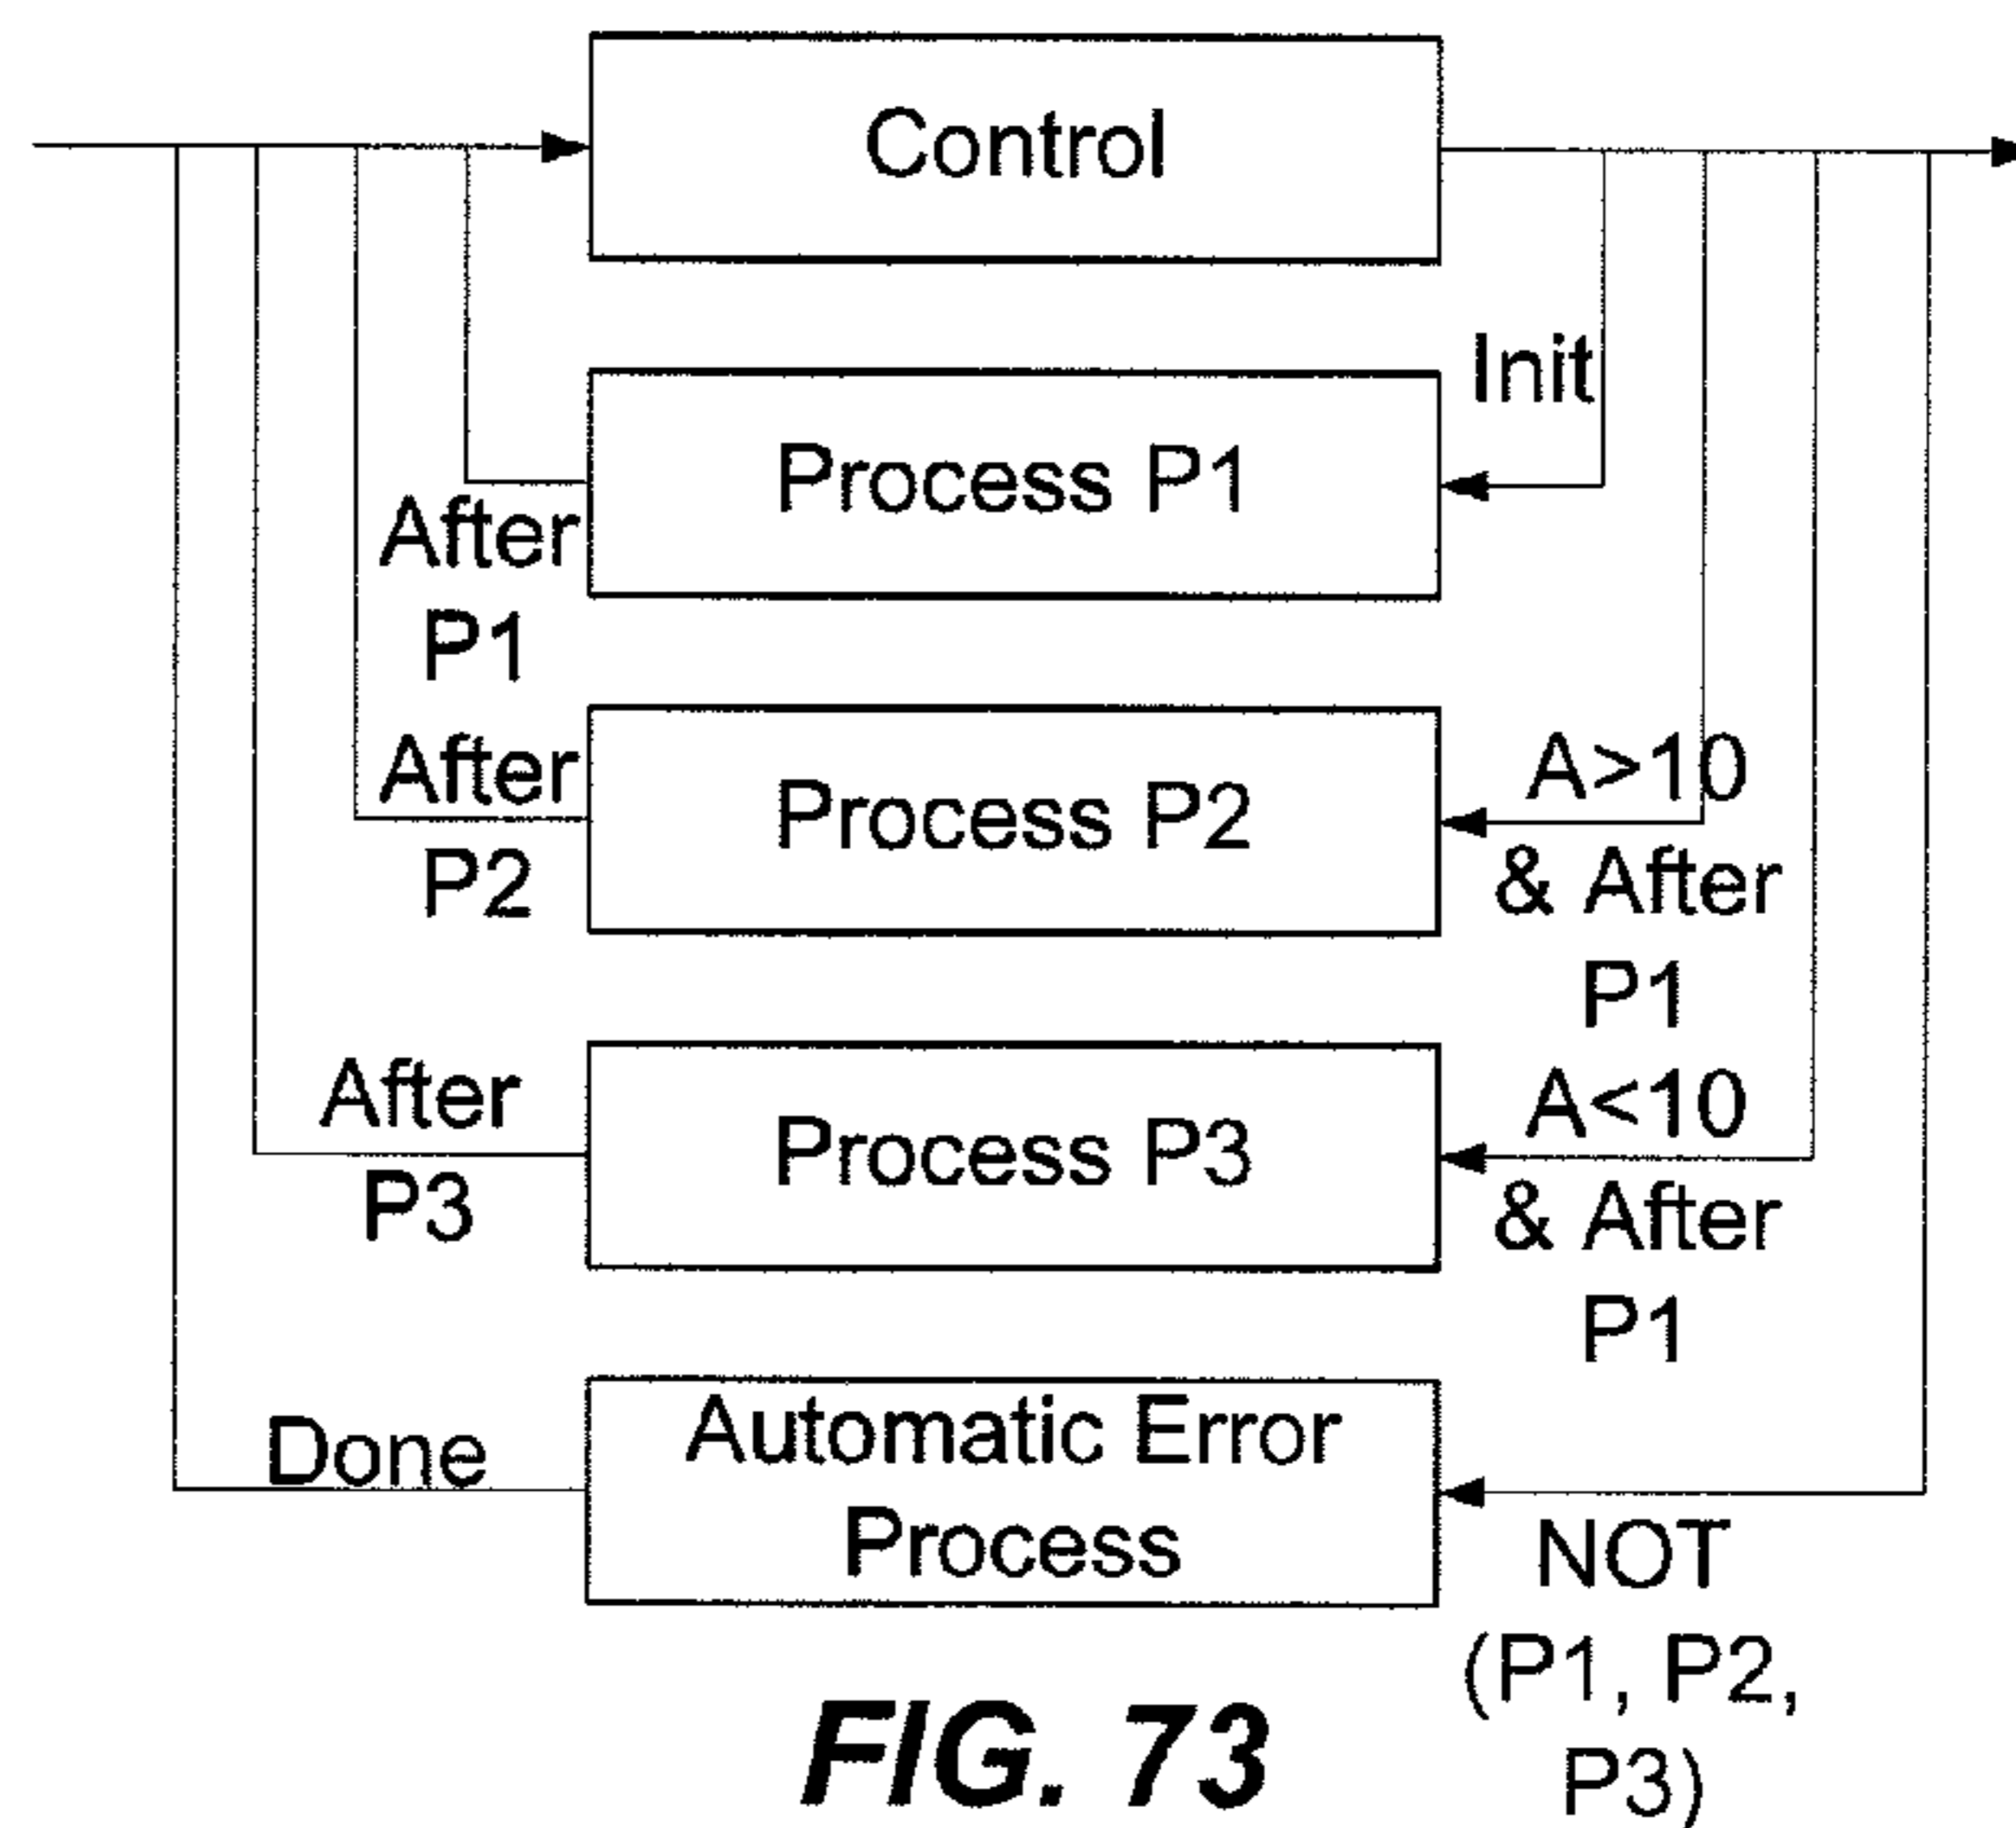 Control
Init
Process P1
After
P1
After
P2
Process P2
A>10
& After
P1
After
P3
Process P3
A<10
& After
P1
Done
Automatic Error
Process
NOT
(P1, P2,
P3)
FIG. 73